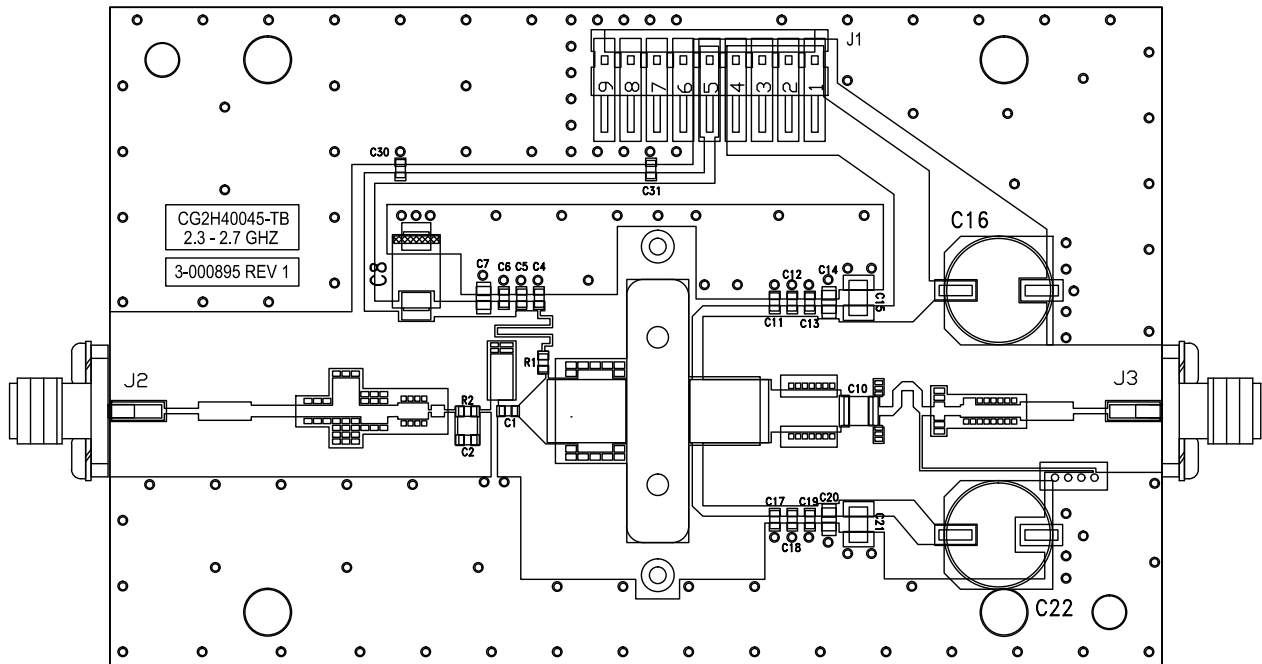 J1
9
8
7
6
5
4
3
2
1
C30
C31
CG2H40045-TB
2.3 - 2.7 GHZ
3-000895 REV 1
C8
C7
C6
C5
C4
C12
C14
C11
C13
C15
C16
R1
J2
R2
C2
C1
C10
J3
C17
C18
C19
C20
C21
C22